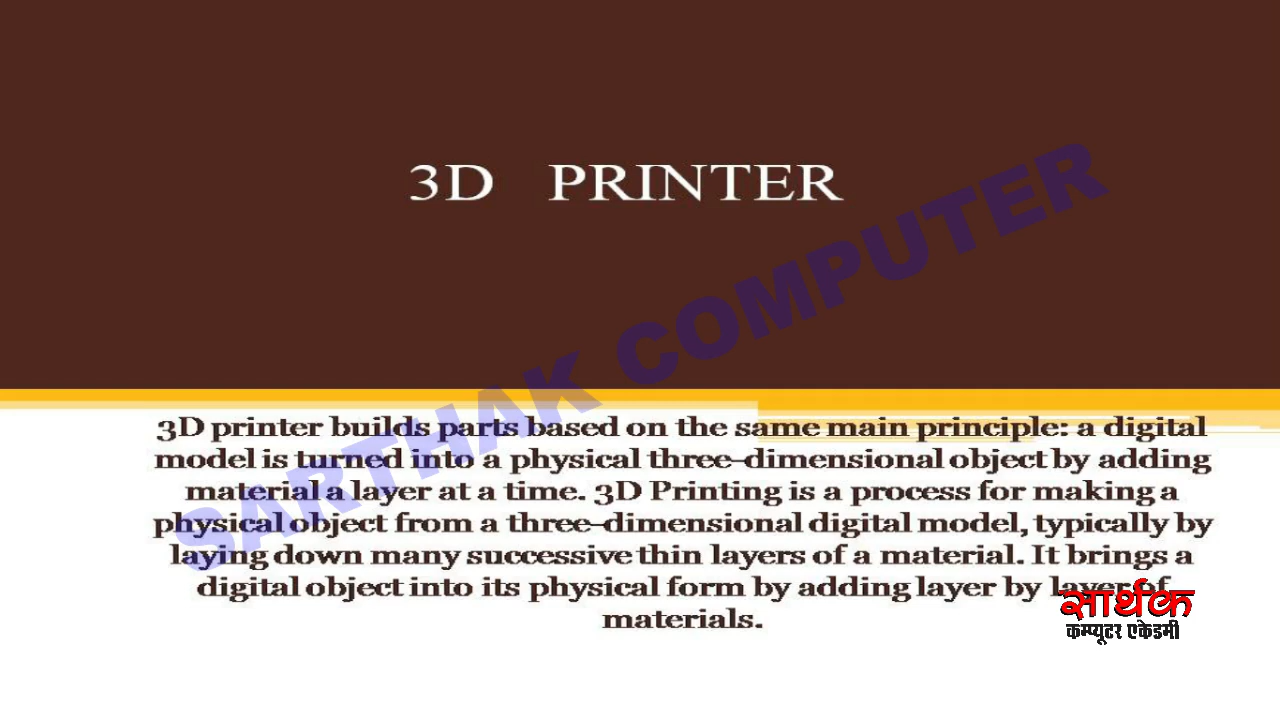 3D PRINTER
SARTHAK COMPUTER
3D printer builds parts based on the same main principle: a digital
model is turned into a physical three-dimensional object by adding
material a layer at a time. 3D Printing is a process for making a
physical object from a three-dimensional digital model, typically by
laying down many successive thin layers of a material. It brings a
digital object into its physical form by adding layer by layer of
materials.
सार्थक
कम्प्यूटर एकेडमी